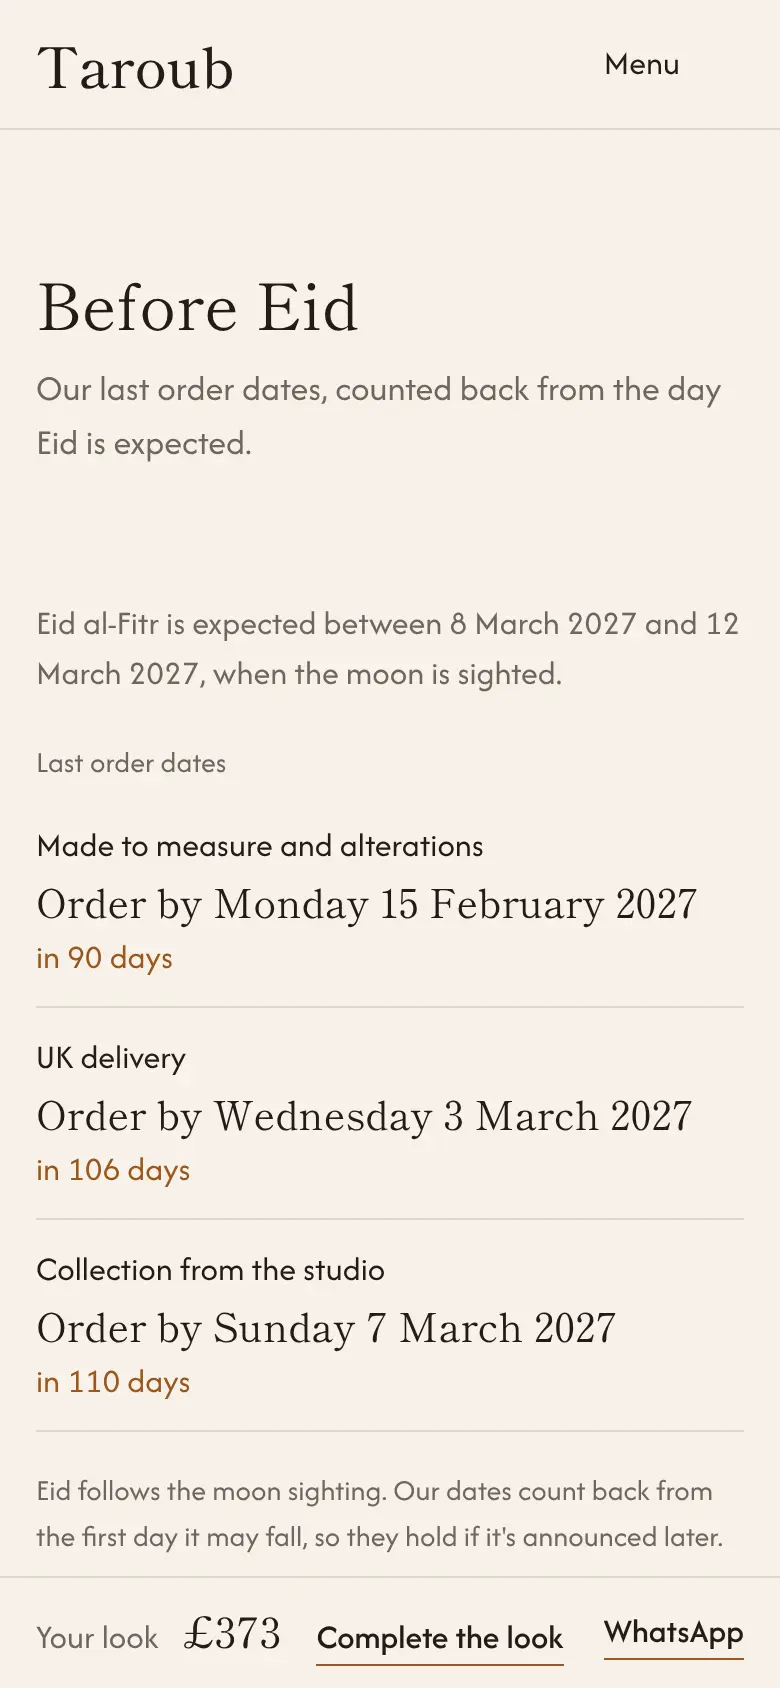 Taroub
Menu
Before Eid
Our last order dates, counted back from the day
Eid is expected.
Eid al-Fitr is expected between 8 March 2027 and 12
March 2027, when the moon is sighted.
Last order dates
Made to measure and alterations
Order by Monday 15 February 2027
in 90 days
UK delivery
Order by Wednesday 3 March 2027
in 106 days
Collection from the studio
Order by Sunday 7 March 2027
in 110 days
Eid follows the moon sighting. Our dates count back from
the first day it may fall, so they hold if it's announced later.
Your look £373 Complete the look WhatsApp